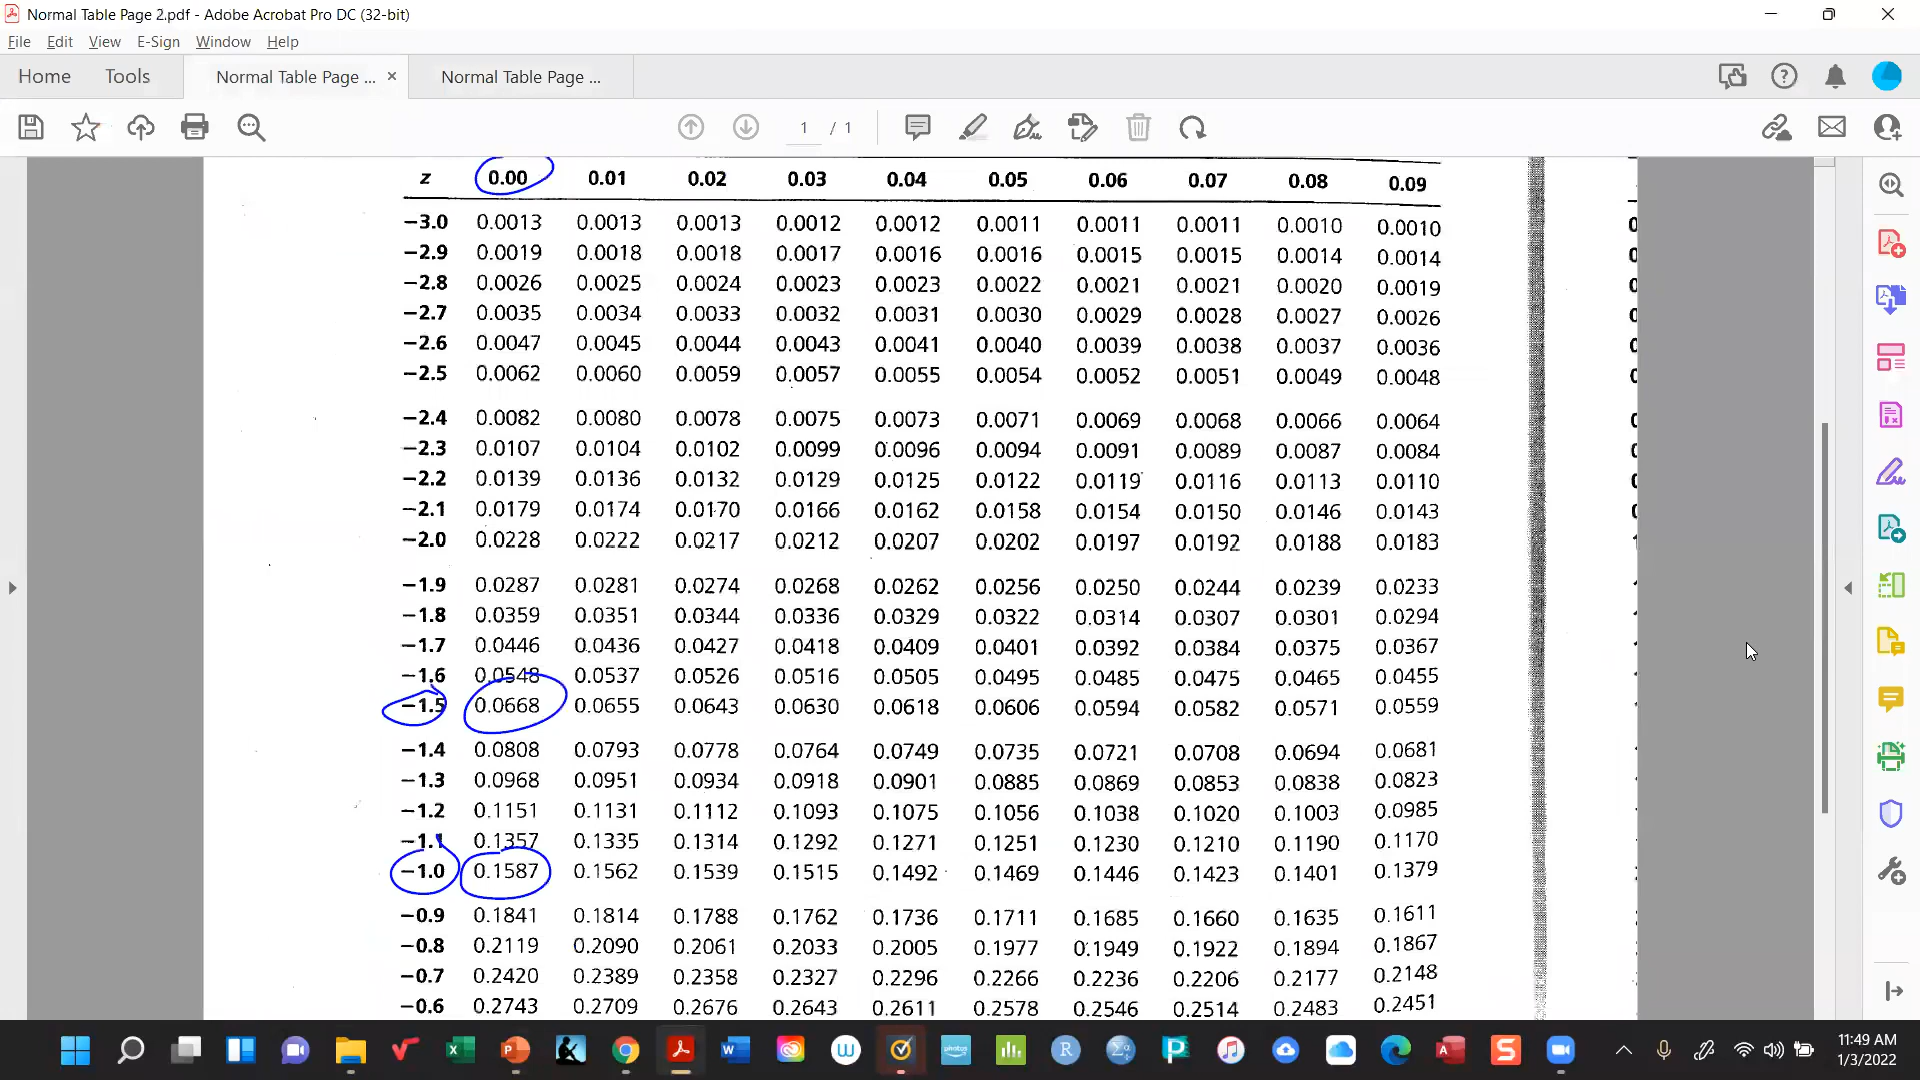 Normal Table Page 2.pdf - Adobe Acrobat Pro DC (32-bit)
File Edit View E-Sign Window Help
Home Tools Normal Table Page ... × Normal Table Page ...
1 / 1
z 0.00 0.01 0.02 0.03 0.04 0.05 0.06 0.07 0.08 0.09
−3.0 0.0013 0.0013 0.0013 0.0012 0.0012 0.0011 0.0011 0.0011 0.0010 0.0010
−2.9 0.0019 0.0018 0.0018 0.0017 0.0016 0.0016 0.0015 0.0015 0.0014 0.0014
−2.8 0.0026 0.0025 0.0024 0.0023 0.0023 0.0022 0.0021 0.0021 0.0020 0.0019
−2.7 0.0035 0.0034 0.0033 0.0032 0.0031 0.0030 0.0029 0.0028 0.0027 0.0026
−2.6 0.0047 0.0045 0.0044 0.0043 0.0041 0.0040 0.0039 0.0038 0.0037 0.0036
−2.5 0.0062 0.0060 0.0059 0.0057 0.0055 0.0054 0.0052 0.0051 0.0049 0.0048
−2.4 0.0082 0.0080 0.0078 0.0075 0.0073 0.0071 0.0069 0.0068 0.0066 0.0064
−2.3 0.0107 0.0104 0.0102 0.0099 0.0096 0.0094 0.0091 0.0089 0.0087 0.0084
−2.2 0.0139 0.0136 0.0132 0.0129 0.0125 0.0122 0.0119 0.0116 0.0113 0.0110
−2.1 0.0179 0.0174 0.0170 0.0166 0.0162 0.0158 0.0154 0.0150 0.0146 0.0143
−2.0 0.0228 0.0222 0.0217 0.0212 0.0207 0.0202 0.0197 0.0192 0.0188 0.0183
−1.9 0.0287 0.0281 0.0274 0.0268 0.0262 0.0256 0.0250 0.0244 0.0239 0.0233
−1.8 0.0359 0.0351 0.0344 0.0336 0.0329 0.0322 0.0314 0.0307 0.0301 0.0294
−1.7 0.0446 0.0436 0.0427 0.0418 0.0409 0.0401 0.0392 0.0384 0.0375 0.0367
−1.6 0.0548 0.0537 0.0526 0.0516 0.0505 0.0495 0.0485 0.0475 0.0465 0.0455
−1.5 0.0668 0.0655 0.0643 0.0630 0.0618 0.0606 0.0594 0.0582 0.0571 0.0559
−1.4 0.0808 0.0793 0.0778 0.0764 0.0749 0.0735 0.0721 0.0708 0.0694 0.0681
−1.3 0.0968 0.0951 0.0934 0.0918 0.0901 0.0885 0.0869 0.0853 0.0838 0.0823
−1.2 0.1151 0.1131 0.1112 0.1093 0.1075 0.1056 0.1038 0.1020 0.1003 0.0985
−1.1 0.1357 0.1335 0.1314 0.1292 0.1271 0.1251 0.1230 0.1210 0.1190 0.1170
−1.0 0.1587 0.1562 0.1539 0.1515 0.1492 0.1469 0.1446 0.1423 0.1401 0.1379
−0.9 0.1841 0.1814 0.1788 0.1762 0.1736 0.1711 0.1685 0.1660 0.1635 0.1611
−0.8 0.2119 0.2090 0.2061 0.2033 0.2005 0.1977 0.1949 0.1922 0.1894 0.1867
−0.7 0.2420 0.2389 0.2358 0.2327 0.2296 0.2266 0.2236 0.2206 0.2177 0.2148
−0.6 0.2743 0.2709 0.2676 0.2643 0.2611 0.2578 0.2546 0.2514 0.2483 0.2451
11:49 AM
1/3/2022